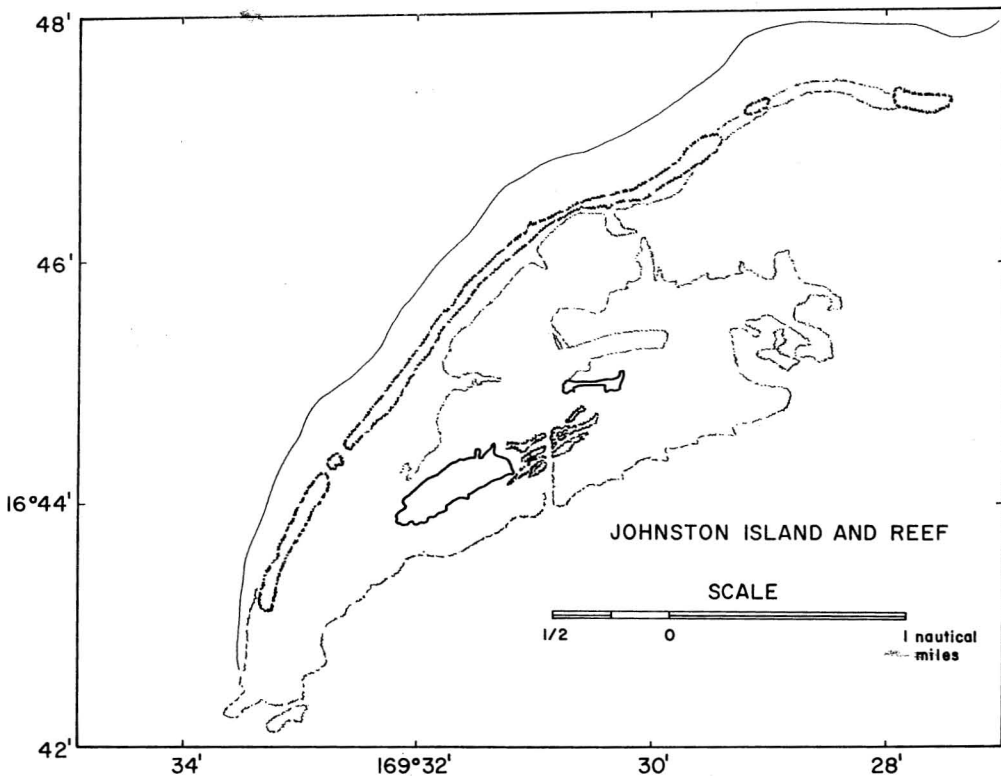 48'
46'
16°44'
JOHNSTON ISLAND AND REEF
SCALE
1/2 0 1 nautical
miles
42'
34' 169°32' 30' 28'